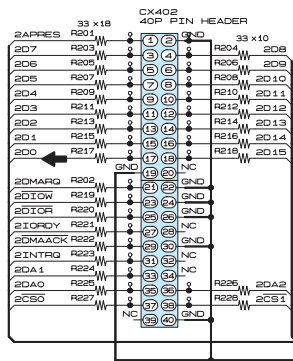 CX402
40P PIN HEADER
33 x18
33 x10
2APRES R201 1 2 GND
2D7 R203 3 4 R204 2D8
2D6 R205 5 6 R206 2D9
2D5 R207 7 8 R208 2D10
2D4 R209 9 10 R210 2D11
2D3 R211 11 12 R212 2D12
2D2 R213 13 14 R214 2D13
2D1 R215 15 16 R216 2D14
2D0 R217 17 18 R218 2D15
NC
GND 19 20
2DMARQ R202 21 22 GND
2DIOW R219 23 24 GND
2DIOR R220 25 26 GND
2IORDY R221 27 28 NC
2DMAACK R222 29 30 GND
2INTRQ R223 31 32 NC
2DA1 R224 33 34 NC
2DA0 R225 35 36 R226 2DA2
2CS0 R227 37 38 R228 2CS1
NC 39 40 GND